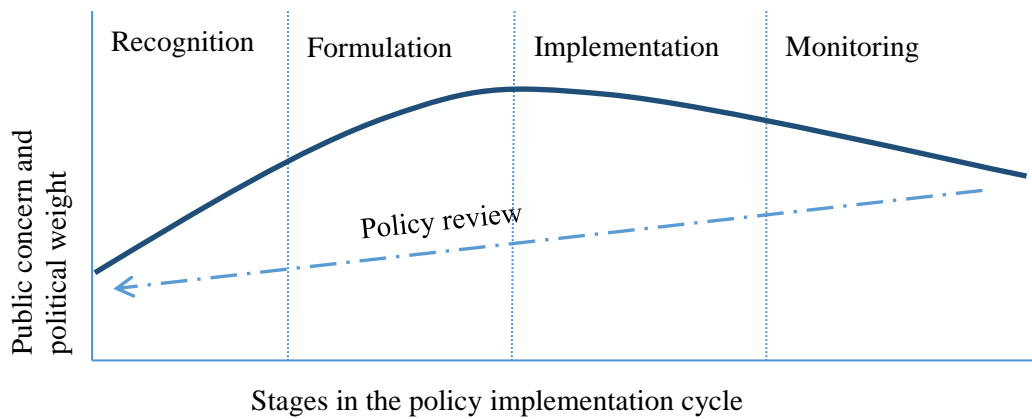 Recognition
Formulation
Implementation
Monitoring
Public concern and
political weight
Policy review
Stages in the policy implementation cycle